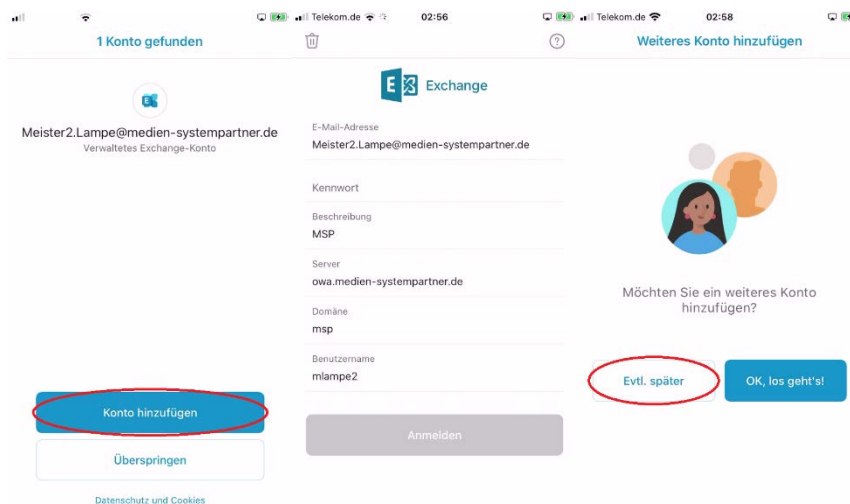 1 Konto gefunden
E
Meister2.Lampe@medien-systempartner.de
Verwaltetes Exchange-Konto
Konto hinzufügen
Überspringen
Datenschutz und Cookies
Telekom.de
02:56
E Exchange
E-Mail-Adresse
Meister2.Lampe@medien-systempartner.de
Kennwort
Beschreibung
MSP
Server
owa.medien-systempartner.de
Domäne
msp
Benutzername
mlampe2
Anmelden
Telekom.de
02:58
Weiteres Konto hinzufügen
Möchten Sie ein weiteres Konto
hinzufügen?
Evtl. später
OK, los geht's!